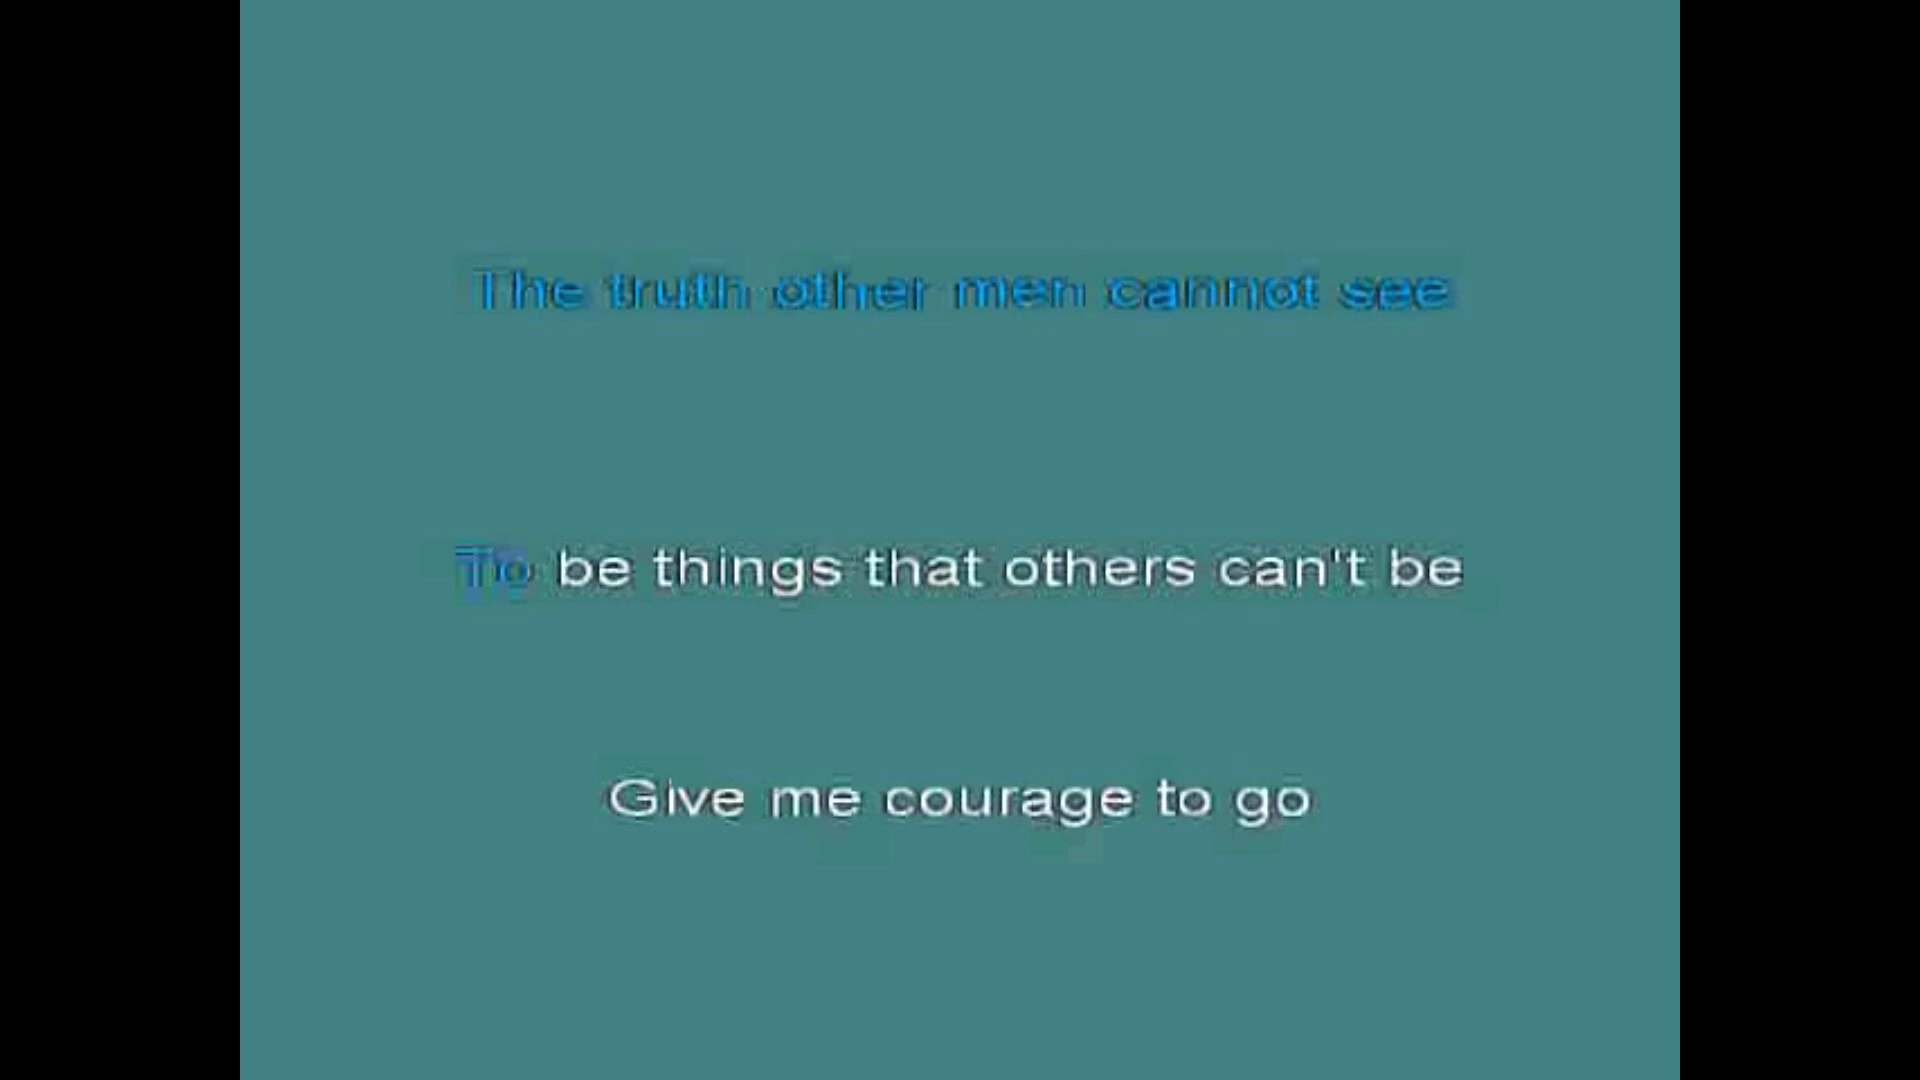 The truth other men cannot see
To be things that others can't be
Give me courage to go